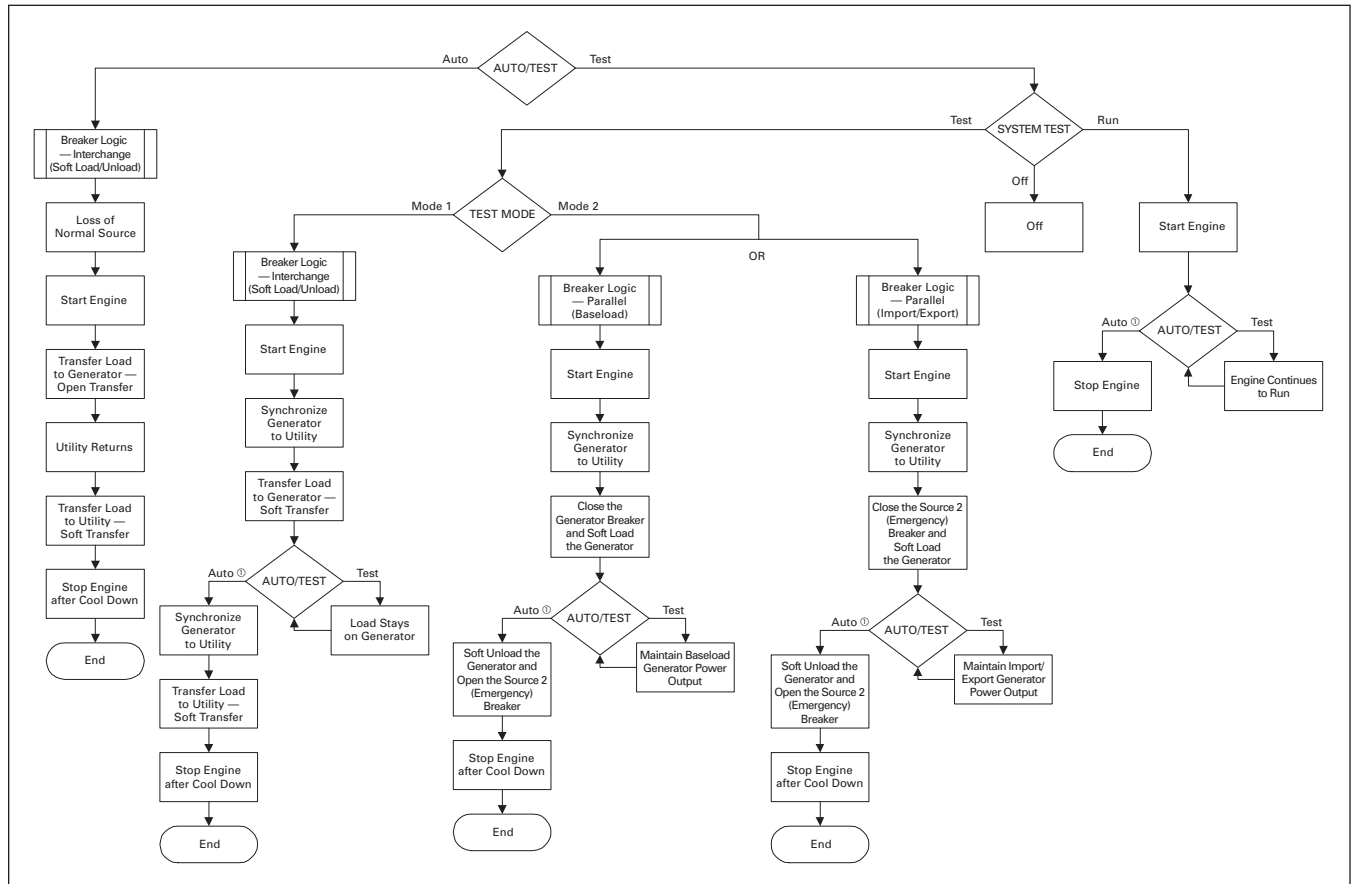 AUTO/TEST
Auto
Test
Breaker Logic
— Interchange
(Soft Load/Unload)
Loss of
Normal Source
Start Engine
Transfer Load
to Generator —
Open Transfer
Utility Returns
Transfer Load
to Utility —
Soft Transfer
Stop Engine
after Cool Down
End
SYSTEM TEST
Test
Run
Off
Off
TEST MODE
Mode 1
Mode 2
OR
Breaker Logic
— Interchange
(Soft Load/Unload)
Start Engine
Synchronize
Generator
to Utility
Transfer Load
to Generator —
Soft Transfer
AUTO/TEST
Auto ①
Test
Load Stays
on Generator
Synchronize
Generator
to Utility
Transfer Load
to Utility —
Soft Transfer
Stop Engine
after Cool Down
End
Breaker Logic
— Parallel
(Baseload)
Start Engine
Synchronize
Generator
to Utility
Close the
Generator Breaker
and Soft Load
the Generator
AUTO/TEST
Auto ①
Test
Maintain Baseload
Generator Power
Output
Soft Unload the
Generator and
Open the Source 2
(Emergency)
Breaker
Stop Engine
after Cool Down
End
Breaker Logic
— Parallel
(Import/Export)
Start Engine
Synchronize
Generator
to Utility
Close the Source 2
(Emergency)
Breaker and
Soft Load
the Generator
AUTO/TEST
Auto ①
Test
Maintain Import/
Export Generator
Power Output
Soft Unload the
Generator and
Open the Source 2
(Emergency)
Breaker
Stop Engine
after Cool Down
End
Start Engine
AUTO/TEST
Auto ①
Test
Stop Engine
Engine Continues
to Run
End